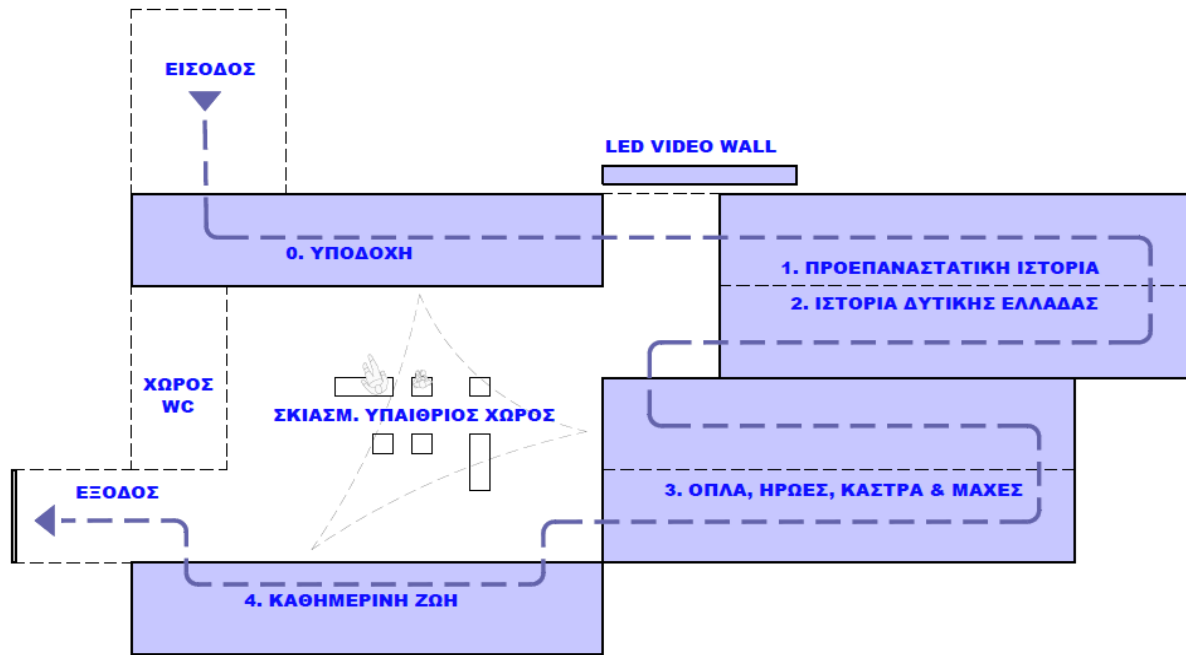 ΕΙΣΟΔΟΣ
LED VIDEO WALL
0. ΥΠΟΔΟΧΗ
1. ΠΡΟΕΠΑΝΑΣΤΑΤΙΚΗ ΙΣΤΟΡΙΑ
2. ΙΣΤΟΡΙΑ ΔΥΤΙΚΗΣ ΕΛΛΑΔΑΣ
ΧΩΡΟΣ
WC
ΣΚΙΑΣΜ. ΥΠΑΙΘΡΙΟΣ ΧΩΡΟΣ
3. ΟΠΛΑ, ΗΡΩΕΣ, ΚΑΣΤΡΑ & ΜΑΧΕΣ
ΕΞΟΔΟΣ
4. ΚΑΘΗΜΕΡΙΝΗ ΖΩΗ